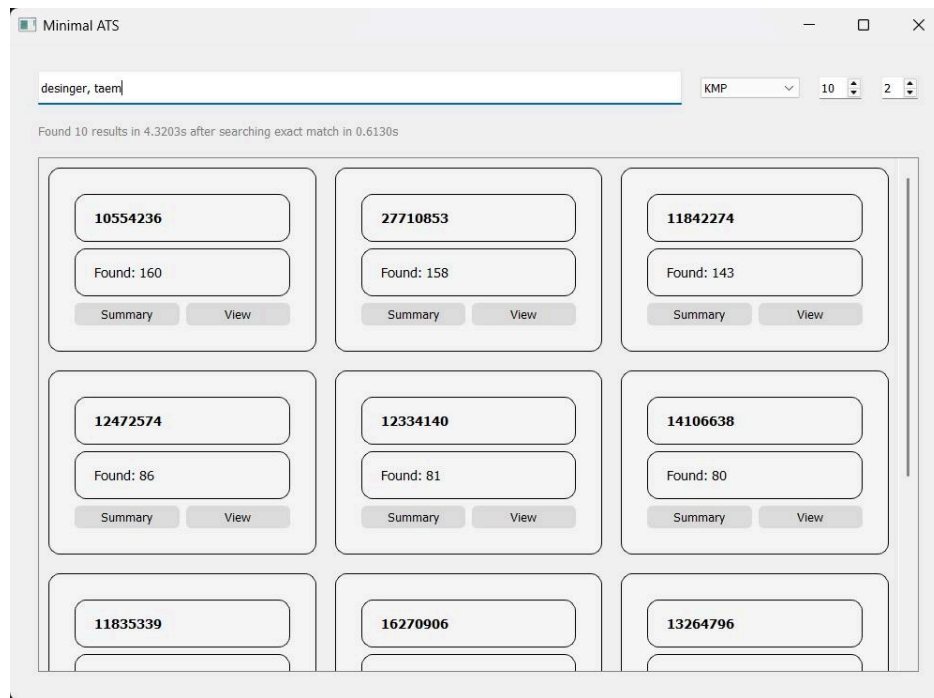 Minimal ATS
desinger, taem KMP 10 2
Found 10 results in 4.3203s after searching exact match in 0.6130s
10554236 27710853 11842274
Found: 160 Found: 158 Found: 143
Summary View Summary View Summary View
12472574 12334140 14106638
Found: 86 Found: 81 Found: 80
Summary View Summary View Summary View
11835339 16270906 13264796